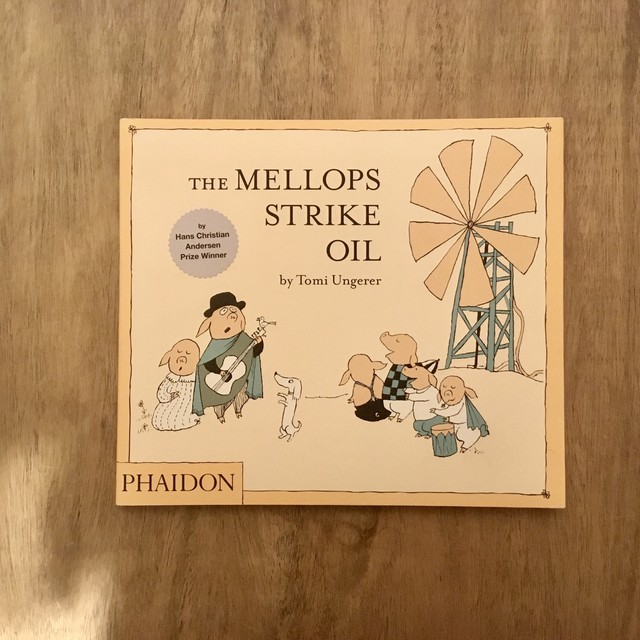 THE MELLOPS
STRIKE
OIL
by Tomi Ungerer
by
Hans Christian
Andersen
Prize Winner
PHAIDON